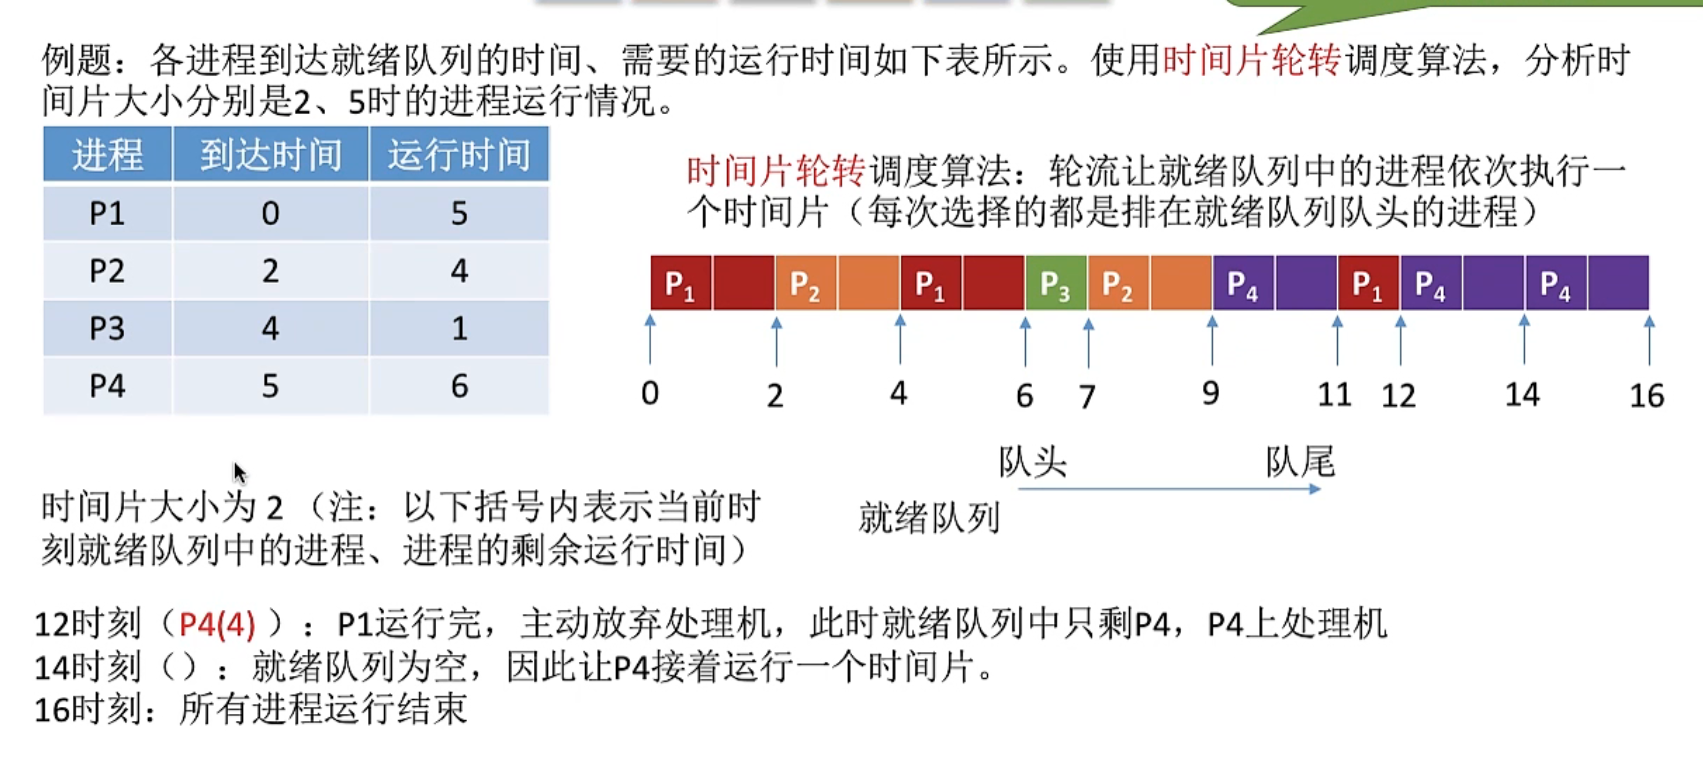 例题：各进程到达就绪队列的时间、需要的运行时间如下表所示。使用时间片轮转调度算法，分析时
间片大小分别是2、5时的进程运行情况。
进程 到达时间 运行时间
P1 0 5
P2 2 4
P3 4 1
P4 5 6
时间片轮转调度算法：轮流让就绪队列中的进程依次执行一
个时间片（每次选择的都是排在就绪队列队头的进程）
P1 P2 P1 P3 P2 P4 P1 P4 P4
0 2 4 6 7 9 11 12 14 16
队头 队尾
就绪队列
时间片大小为 2 （注：以下括号内表示当前时
刻就绪队列中的进程、进程的剩余运行时间）
12时刻（P4(4) ）：P1运行完，主动放弃处理机，此时就绪队列中只剩P4，P4上处理机
14时刻（）：就绪队列为空，因此让P4接着运行一个时间片。
16时刻：所有进程运行结束